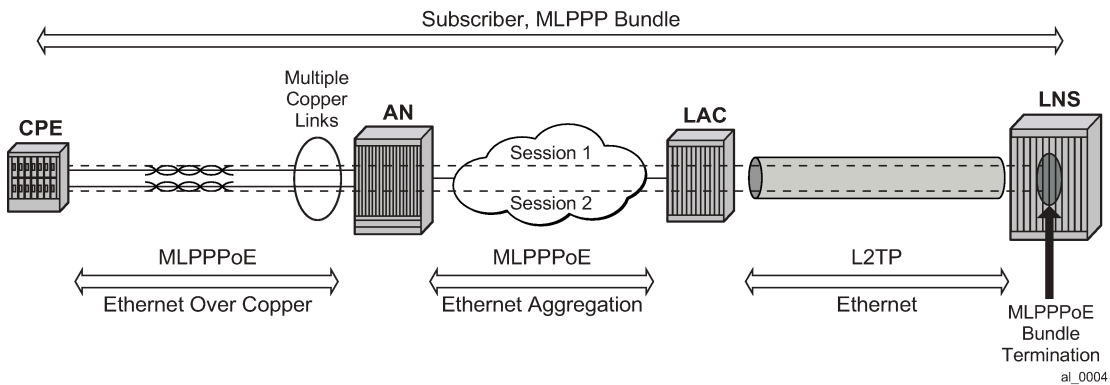 Subscriber, MLPPP Bundle
Multiple
Copper
Links
CPE
AN
LAC
LNS
Session 1
Session 2
MLPPPoE
Ethernet Over Copper
MLPPPoE
Ethernet Aggregation
L2TP
Ethernet
MLPPPoE
Bundle
Termination
al_0004